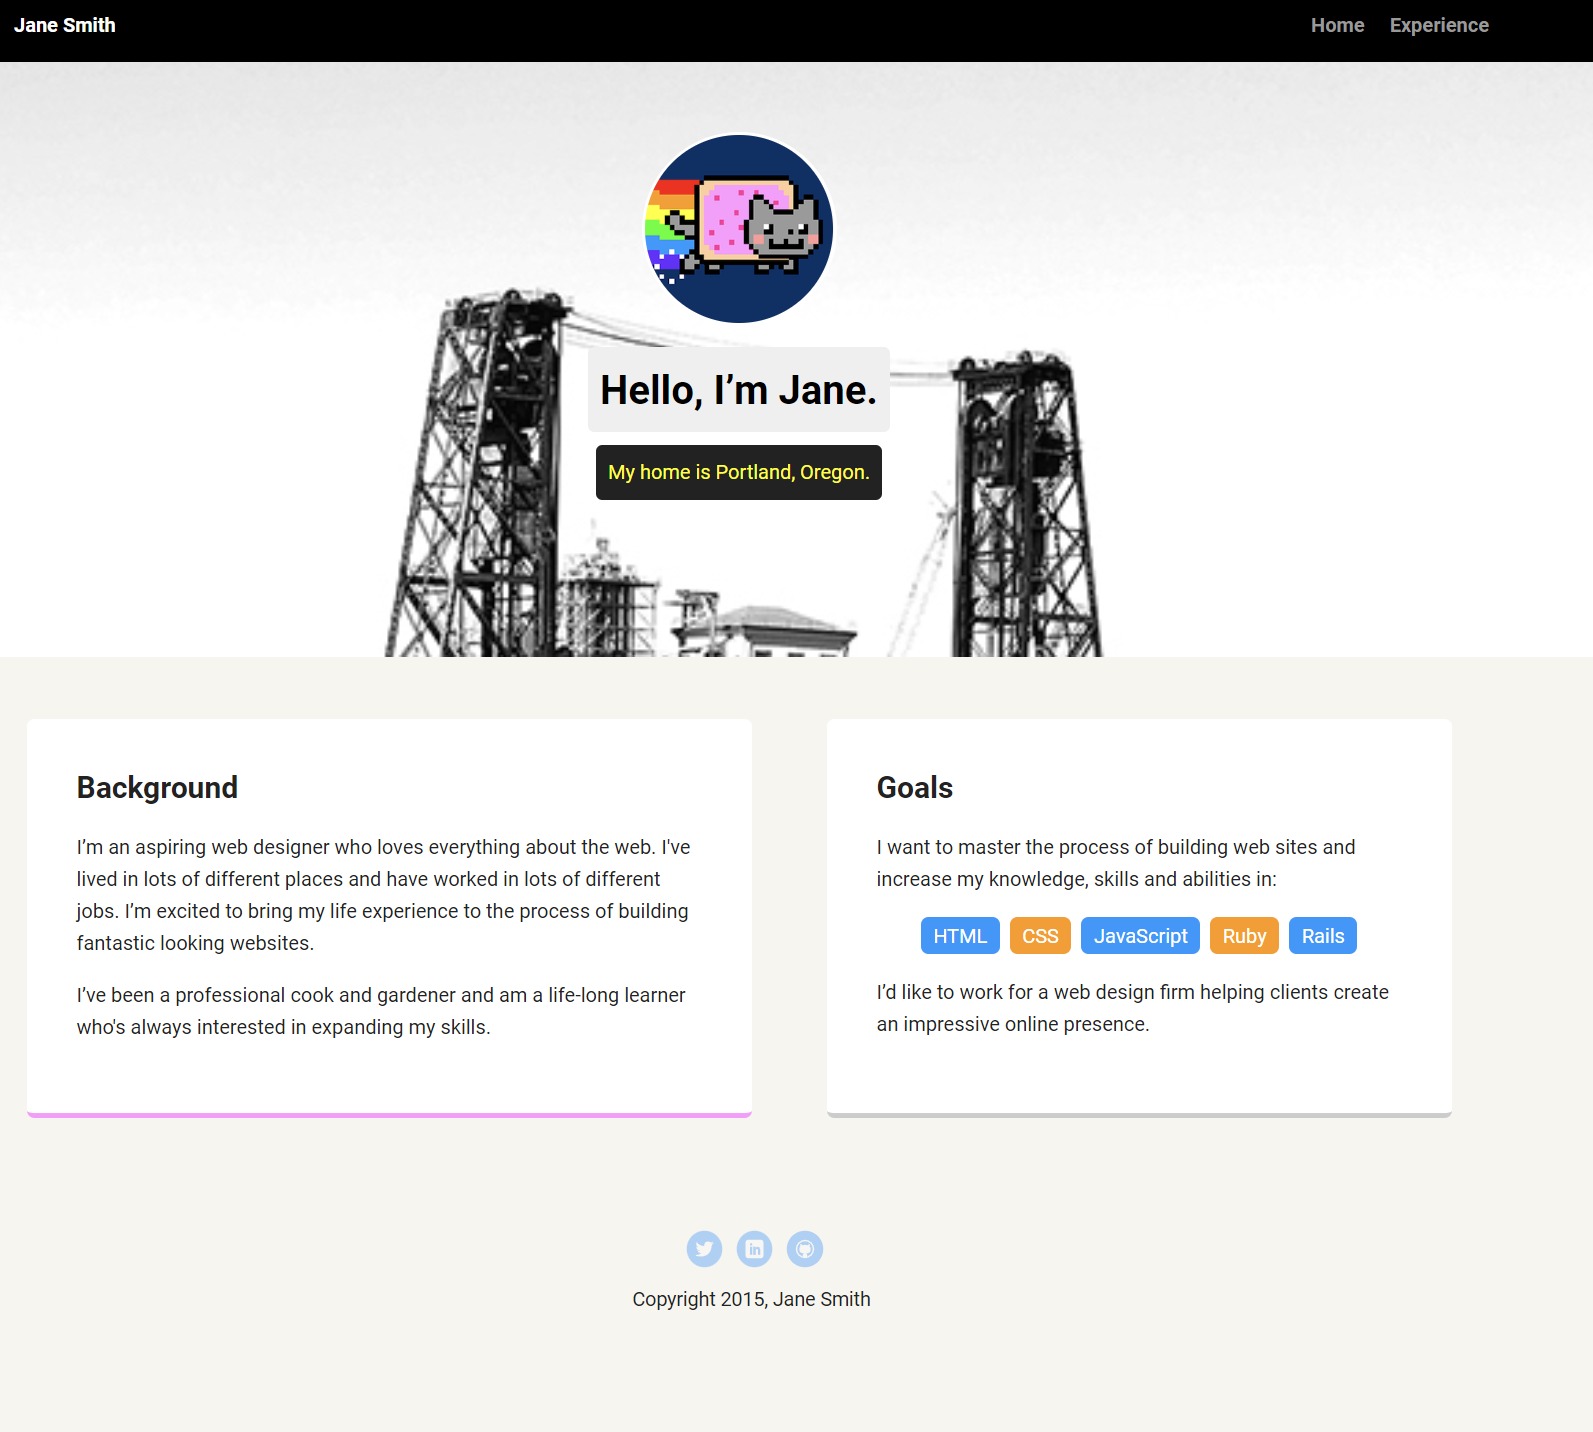 Jane Smith
Home Experience
Hello, I’m Jane.
My home is Portland, Oregon.
Background
I’m an aspiring web designer who loves everything about the web. I've
lived in lots of different places and have worked in lots of different
jobs. I’m excited to bring my life experience to the process of building
fantastic looking websites.
I’ve been a professional cook and gardener and am a life-long learner
who's always interested in expanding my skills.
Goals
I want to master the process of building web sites and
increase my knowledge, skills and abilities in:
HTML CSS JavaScript Ruby Rails
I’d like to work for a web design firm helping clients create
an impressive online presence.
in
Copyright 2015, Jane Smith